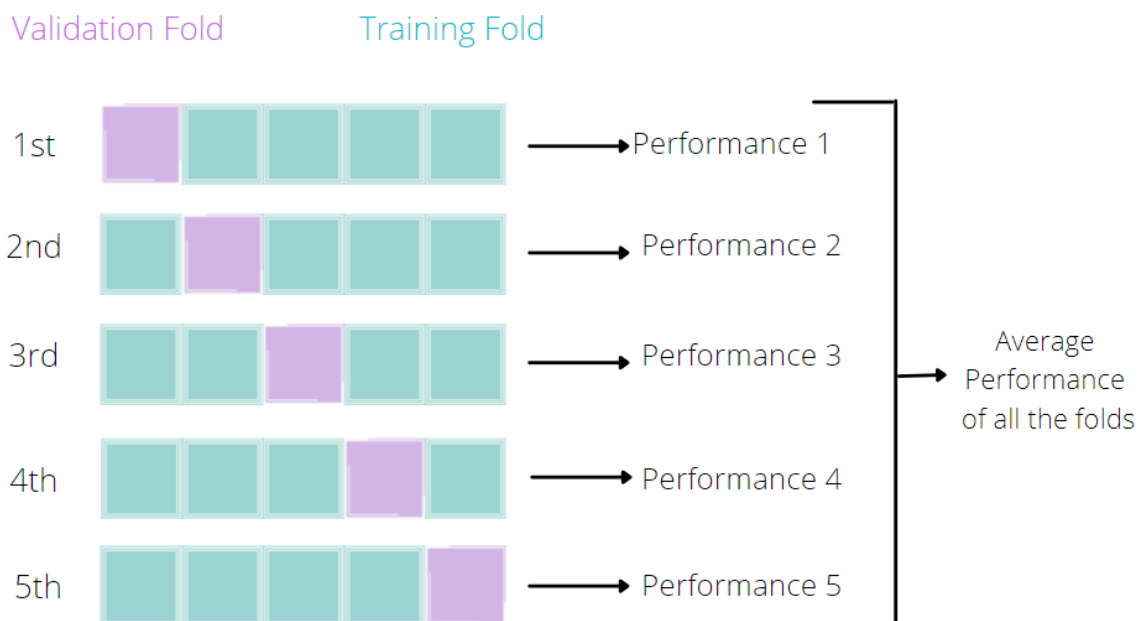 Validation Fold Training Fold
1st Performance 1
2nd Performance 2
3rd Performance 3
Average
Performance
of all the folds
4th Performance 4
5th Performance 5